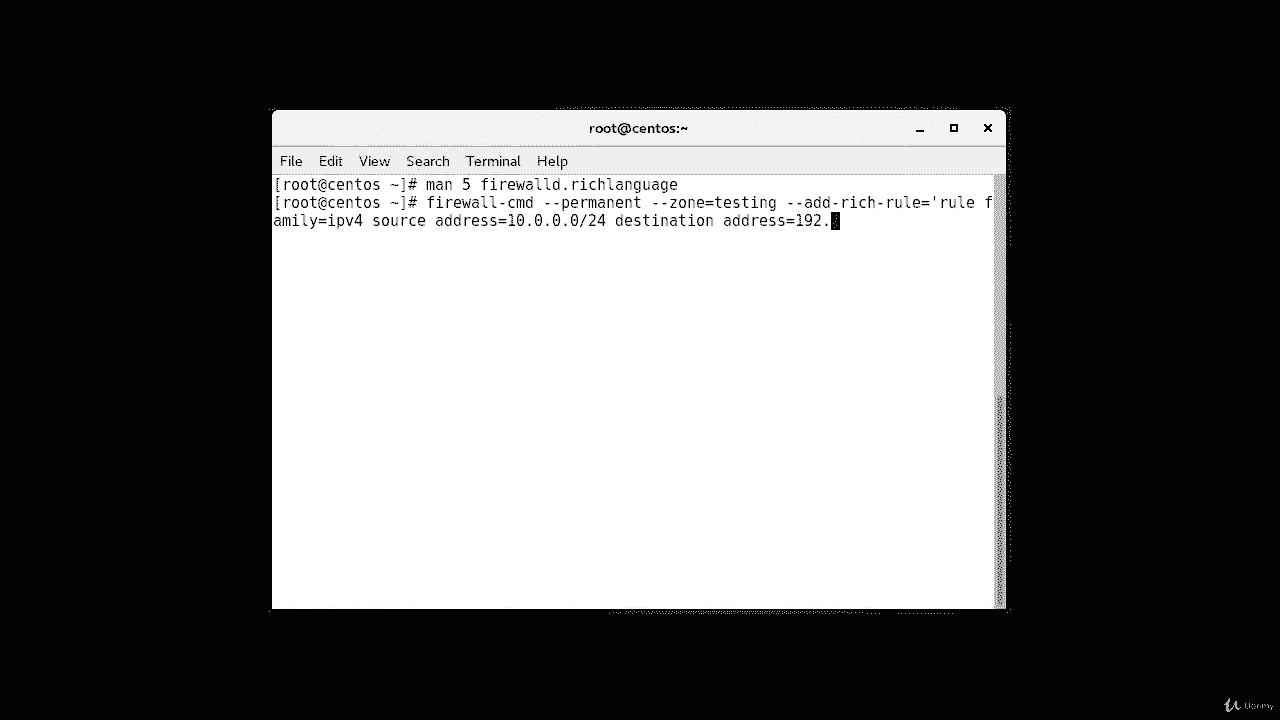 root@centos:~
File Edit View Search Terminal Help
[root@centos ~]# man 5 firewalld.richlanguage
[root@centos ~]# firewall-cmd --permanent --zone=testing --add-rich-rule='rule f
amily=ipv4 source address=10.0.0.0/24 destination address=192.
Udemy